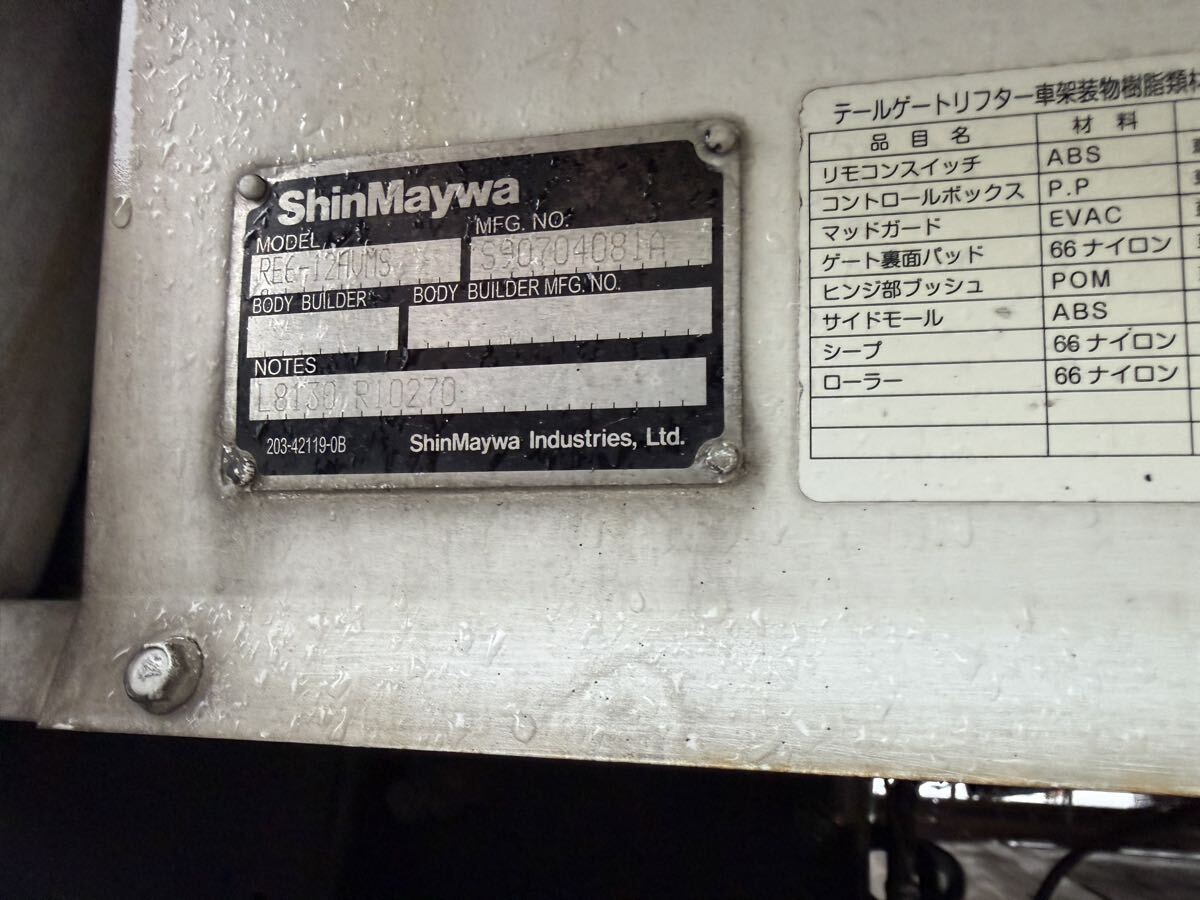 ShinMaywa
MODEL
RE6-12AVMS
MFG. NO.
S90704081A
BODY BUILDER
BODY BUILDER MFG. NO.
NOTES
L8130 R10270
203-42119-0B
ShinMaywa Industries, Ltd.
テールゲートリフター車架装物樹脂類材
品目名 材料
リモコンスイッチ ABS
コントロールボックス P.P
マッドガード EVAC
ゲート裏面パッド 66ナイロン
ヒンジ部ブッシュ POM
サイドモール ABS
シーブ 66ナイロン
ローラー 66ナイロン